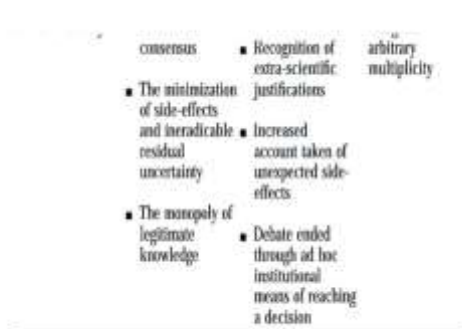 consensus
■ The minimization
of side-effects
and ineradicable
residual
uncertainty
■ The monopoly of
legitimate
knowledge
■ Recognition of
extra-scientific
justifications
■ Increased
account taken of
unexpected side-
effects
■ Debate ended
through ad hoc
institutional
means of reaching
a decision
arbitrary
multiplicity